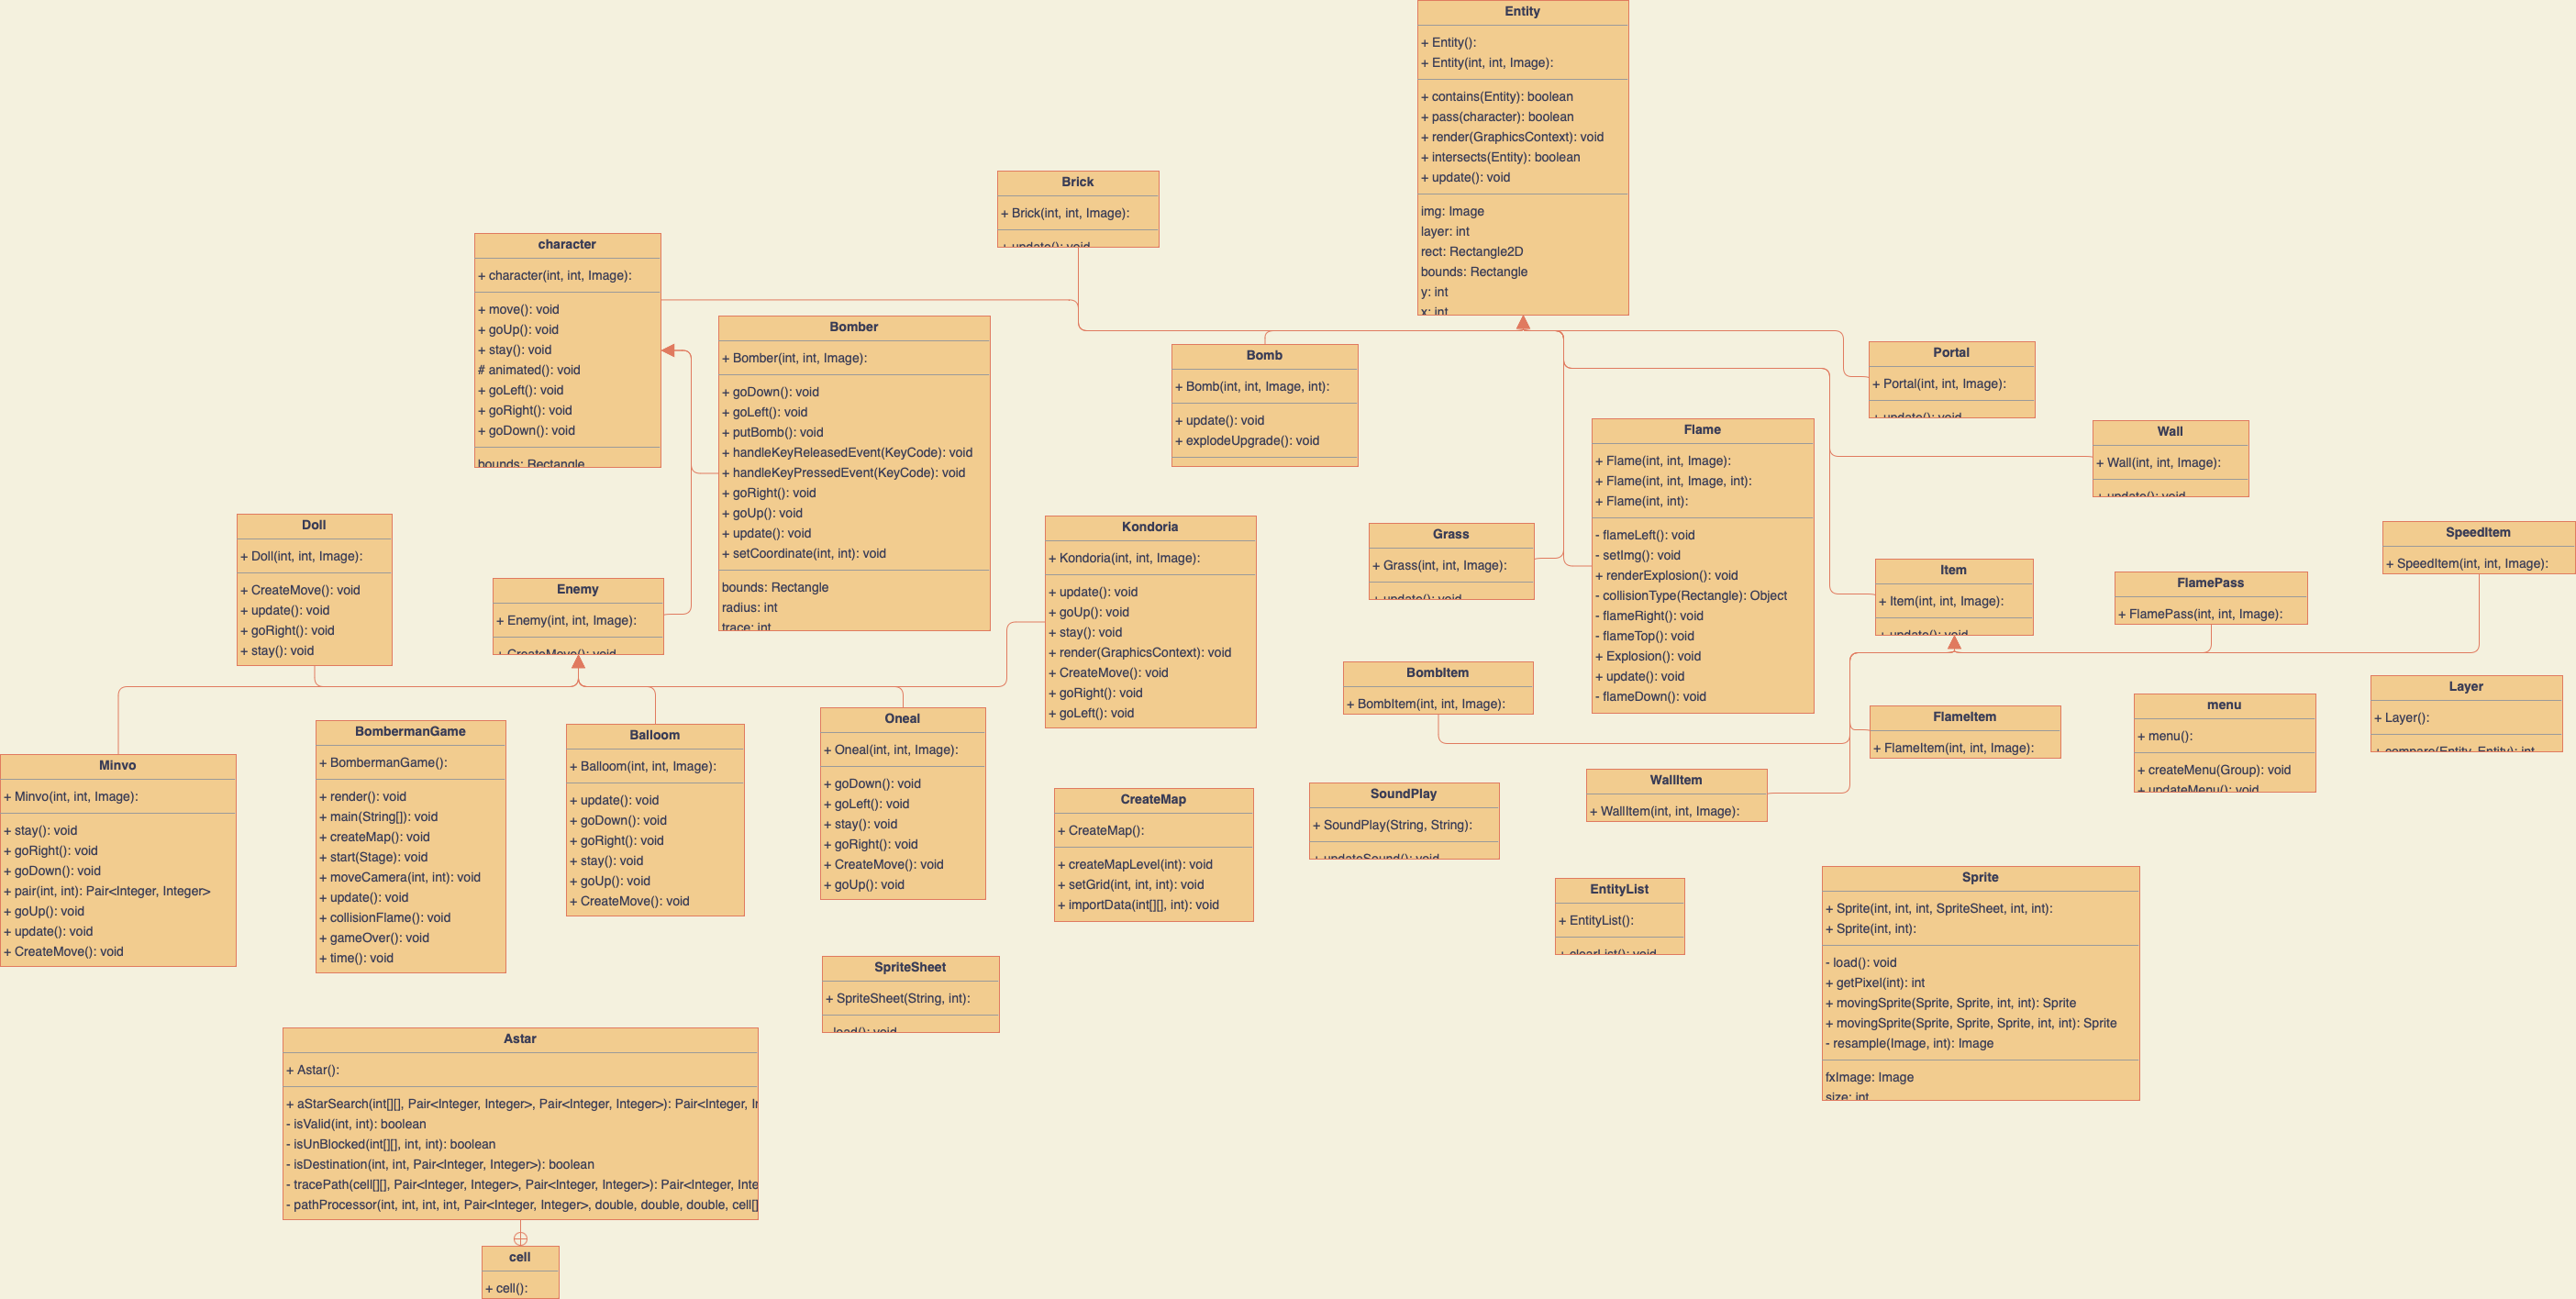 Entity
+ Entity():
+ Entity(int, int, Image):
+ contains(Entity): boolean
+ pass(character): boolean
+ render(GraphicsContext): void
+ intersects(Entity): boolean
+ update(): void
img: Image
layer: int
rect: Rectangle2D
bounds: Rectangle
y: int
x: int
Brick
+ Brick(int, int, Image):
+ update(): void
character
+ character(int, int, Image):
+ move(): void
+ goUp(): void
+ stay(): void
# animated(): void
+ goLeft(): void
+ goRight(): void
+ goDown(): void
bounds: Rectangle
Bomber
+ Bomber(int, int, Image):
+ goDown(): void
+ goLeft(): void
+ putBomb(): void
+ handleKeyReleasedEvent(KeyCode): void
+ handleKeyPressedEvent(KeyCode): void
+ goRight(): void
+ goUp(): void
+ update(): void
+ setCoordinate(int, int): void
bounds: Rectangle
radius: int
trace: int
Bomb
+ Bomb(int, int, Image, int):
+ update(): void
+ explodeUpgrade(): void
Portal
+ Portal(int, int, Image):
+ update(): void
Flame
+ Flame(int, int, Image):
+ Flame(int, int, Image, int):
+ Flame(int, int):
- flameLeft(): void
- setImg(): void
+ renderExplosion(): void
- collisionType(Rectangle): Object
- flameRight(): void
- flameTop(): void
+ Explosion(): void
+ update(): void
- flameDown(): void
Wall
+ Wall(int, int, Image):
+ update(): void
Doll
+ Doll(int, int, Image):
+ CreateMove(): void
+ update(): void
+ goRight(): void
+ stay(): void
Enemy
+ Enemy(int, int, Image):
+ CreateMove(): void
Kondoria
+ Kondoria(int, int, Image):
+ update(): void
+ goUp(): void
+ stay(): void
+ render(GraphicsContext): void
+ CreateMove(): void
+ goRight(): void
+ goLeft(): void
Grass
+ Grass(int, int, Image):
+ update(): void
Item
+ Item(int, int, Image):
+ update(): void
FlamePass
+ FlamePass(int, int, Image):
SpeedItem
+ SpeedItem(int, int, Image):
BombItem
+ BombItem(int, int, Image):
FlameItem
+ FlameItem(int, int, Image):
menu
+ menu():
+ createMenu(Group): void
+ updateMenu(): void
Layer
+ Layer():
+ compare(Entity, Entity): int
Minvo
+ Minvo(int, int, Image):
+ stay(): void
+ goRight(): void
+ goDown(): void
+ pair(int, int): Pair<Integer, Integer>
+ goUp(): void
+ update(): void
+ CreateMove(): void
BombermanGame
+ BombermanGame():
+ render(): void
+ main(String[]): void
+ createMap(): void
+ start(Stage): void
+ moveCamera(int, int): void
+ update(): void
+ collisionFlame(): void
+ gameOver(): void
+ time(): void
Balloom
+ Balloom(int, int, Image):
+ update(): void
+ goDown(): void
+ goRight(): void
+ stay(): void
+ goUp(): void
+ CreateMove(): void
Oneal
+ Oneal(int, int, Image):
+ goDown(): void
+ goLeft(): void
+ stay(): void
+ goRight(): void
+ CreateMove(): void
+ goUp(): void
CreateMap
+ CreateMap():
+ createMapLevel(int): void
+ setGrid(int, int, int): void
+ importData(int[][], int): void
SoundPlay
+ SoundPlay(String, String):
+ updateSound(): void
WallItem
+ WallItem(int, int, Image):
EntityList
+ EntityList():
+ clearList(): void
Sprite
+ Sprite(int, int, int, SpriteSheet, int, int):
+ Sprite(int, int):
- load(): void
+ getPixel(int): int
+ movingSprite(Sprite, Sprite, int, int): Sprite
+ movingSprite(Sprite, Sprite, Sprite, int, int): Sprite
- resample(Image, int): Image
fxImage: Image
size: int
SpriteSheet
+ SpriteSheet(String, int):
- load(): void
Astar
+ Astar():
+ aStarSearch(int[][], Pair<Integer, Integer>, Pair<Integer, Integer>): Pair<Integer,
- isValid(int, int): boolean
- isUnBlocked(int[][], int, int): boolean
- isDestination(int, int, Pair<Integer, Integer>): boolean
- tracePath(cell[][], Pair<Integer, Integer>, Pair<Integer, Integer>): Pair<Integer, Inte
- pathProcessor(int, int, int, int, Pair<Integer, Integer>, double, double, double, cell[]
cell
+ cell():